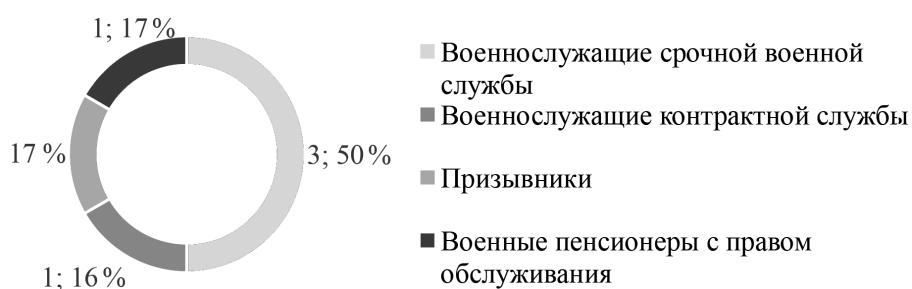 1; 17 %
17 %
3; 50 %
1; 16 %
Военнослужащие срочной военной
службы
Военнослужащие контрактной службы
Призывники
Военные пенсионеры с правом
обслуживания